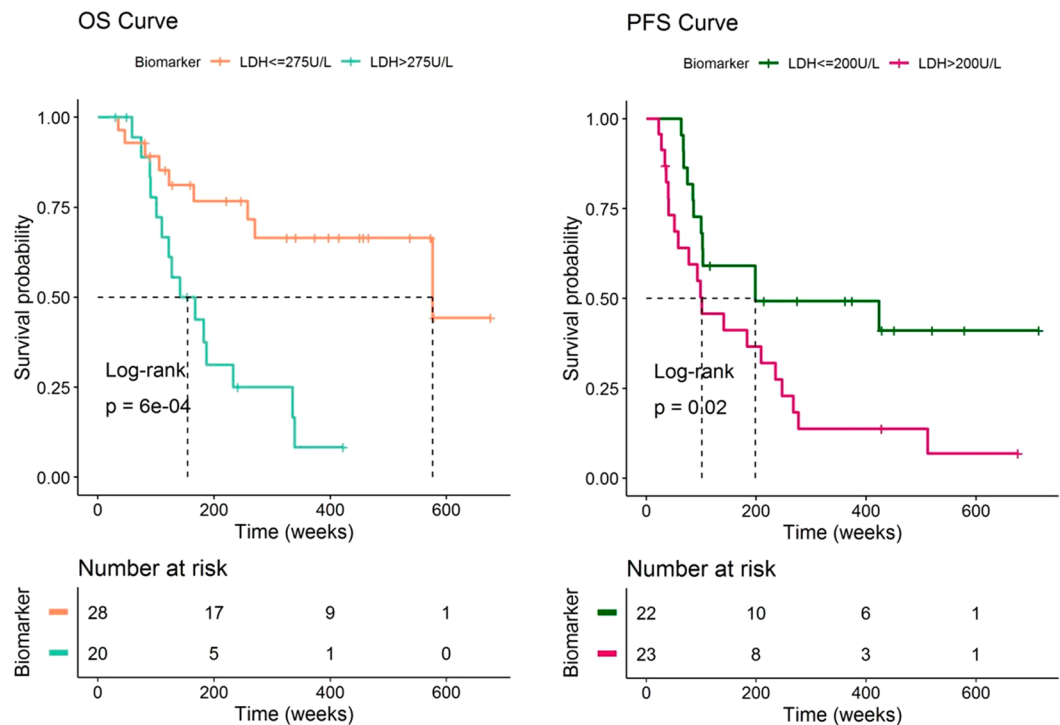 OS Curve
Biomarker LDH<=275U/L LDH>275U/L
1.00
0.75
0.50
0.25
0.00
Survival probability
Log-rank
p = 6e-04
0 200 400 600
Time (weeks)
Number at risk
Biomarker
28 17 9 1
20 5 1 0
0 200 400 600
Time (weeks)
PFS Curve
Biomarker LDH<=200U/L LDH>200U/L
1.00
0.75
0.50
0.25
0.00
Survival probability
Log-rank
p = 0.02
0 200 400 600
Time (weeks)
Number at risk
Biomarker
22 10 6 1
23 8 3 1
0 200 400 600
Time (weeks)